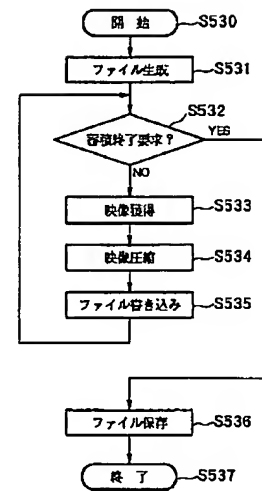 開始 S530
ファイル生成 S531
S532
蓄積終了要求? YES
NO
映像獲得 S533
映像圧縮 S534
ファイル書き込み S535
ファイル保存 S536
終了 S537